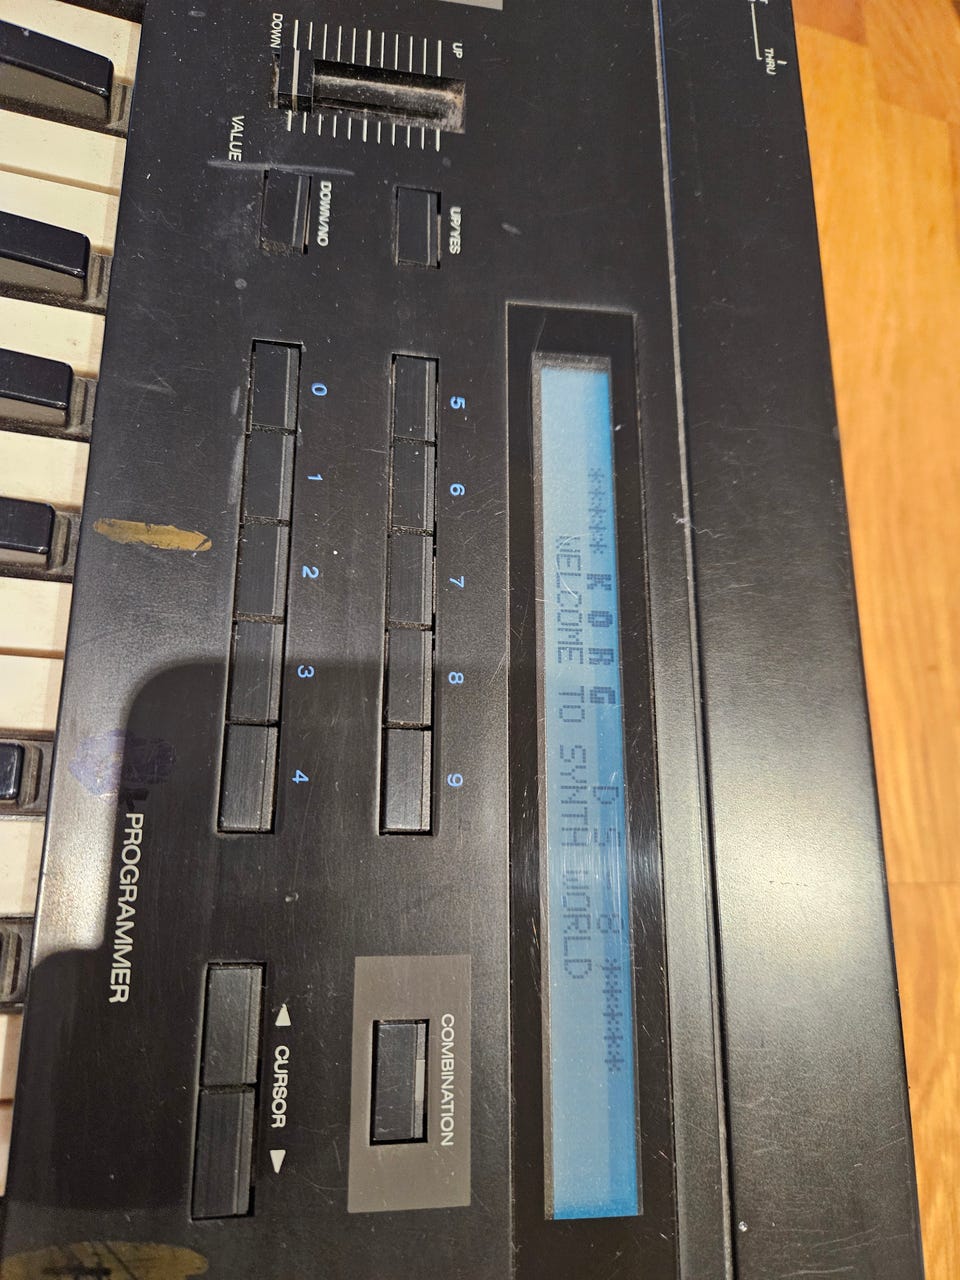 THRU
***** K O R G    D S - 8 *****
WELCOME TO SYNTH WORLD
UP
UP/YES
5 6 7 8 9
COMBINATION
DOWN
DOWN/NO
0 1 2 3 4
◀ CURSOR ▶
VALUE
PROGRAMMER